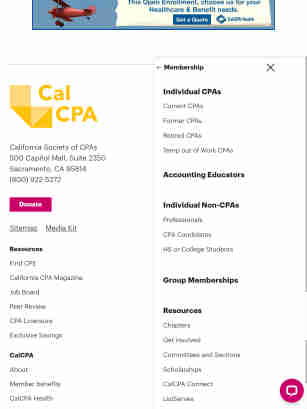 This Open Enrollment, choose us for your
Healthcare & Benefit needs.
Get a Quote
CalCPA Health
Cal
CPA
California Society of CPAs
500 Capitol Mall, Suite 2350
Sacramento, CA 95814
(800) 922-5272
Donate
Sitemap Media Kit
Resources
Find CPE
California CPA Magazine
Job Board
Peer Review
CPA Licensure
Exclusive Savings
CalCPA
About
Member Benefits
CalCPA Health
← Membership
Individual CPAs
Current CPAs
Former CPAs
Retired CPAs
Temp out of Work CPAs
Accounting Educators
Individual Non-CPAs
Professionals
CPA Candidates
HS or College Students
Group Memberships
Resources
Chapters
Get Involved
Committees and Sections
Scholarships
CalCPA Connect
ListServes